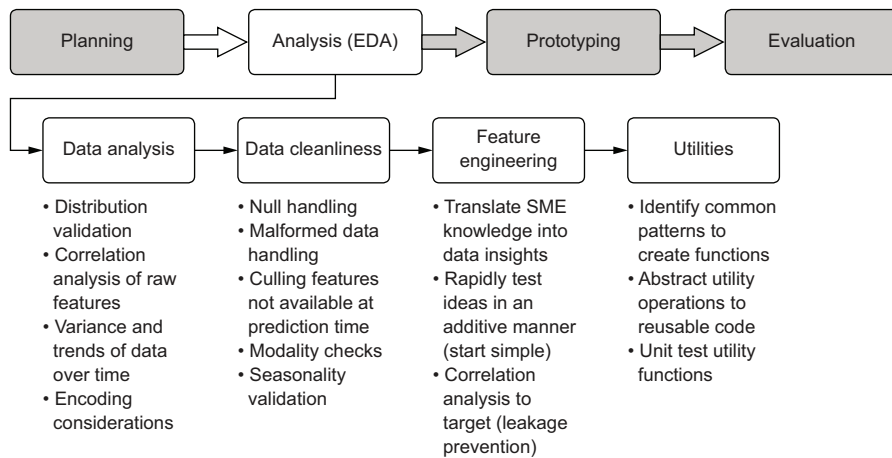 Planning
Analysis (EDA)
Prototyping
Evaluation
Data analysis
Data cleanliness
Feature
engineering
Utilities
• Distribution
validation
• Correlation
analysis of raw
features
• Variance and
trends of data
over time
• Encoding
considerations
• Null handling
• Malformed data
handling
• Culling features
not available at
prediction time
• Modality checks
• Seasonality
validation
• Translate SME
knowledge into
data insights
• Rapidly test
ideas in an
additive manner
(start simple)
• Correlation
analysis to
target (leakage
prevention)
• Identify common
patterns to
create functions
• Abstract utility
operations to
reusable code
• Unit test utility
functions